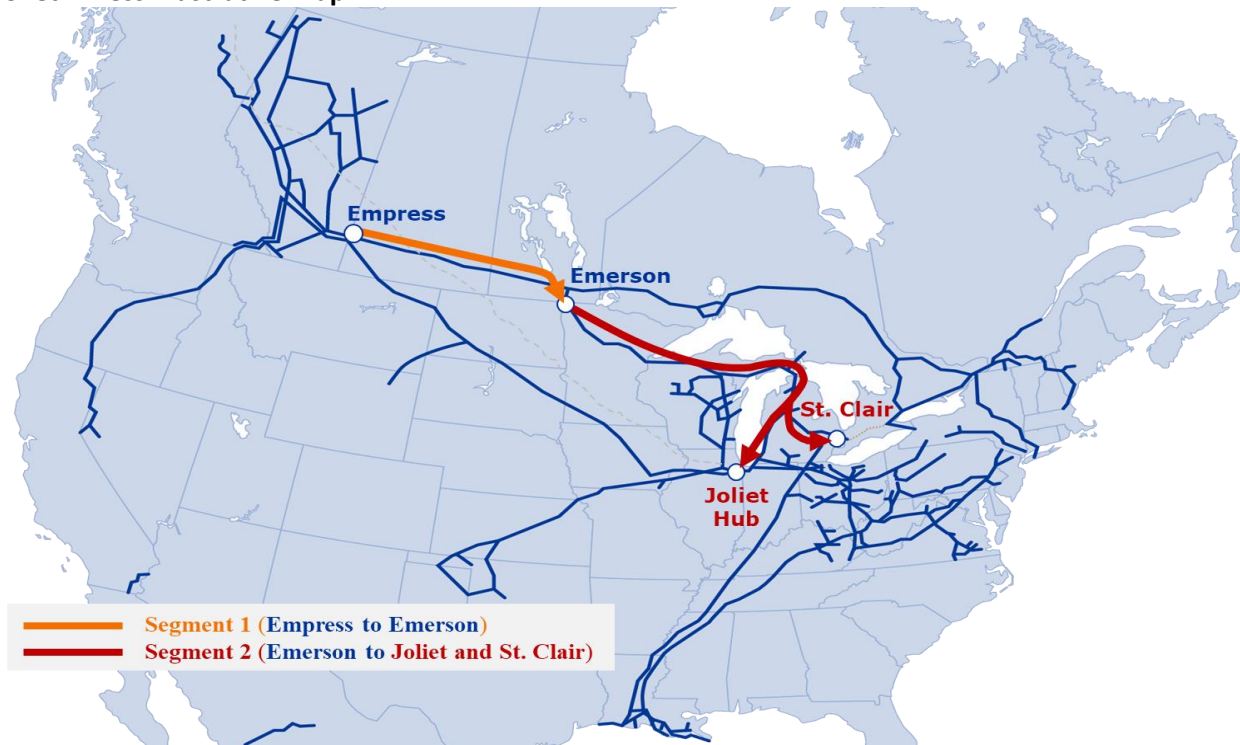 Empress
Emerson
St. Clair
Joliet
Hub
Segment 1 (Empress to Emerson)
Segment 2 (Emerson to Joliet and St. Clair)